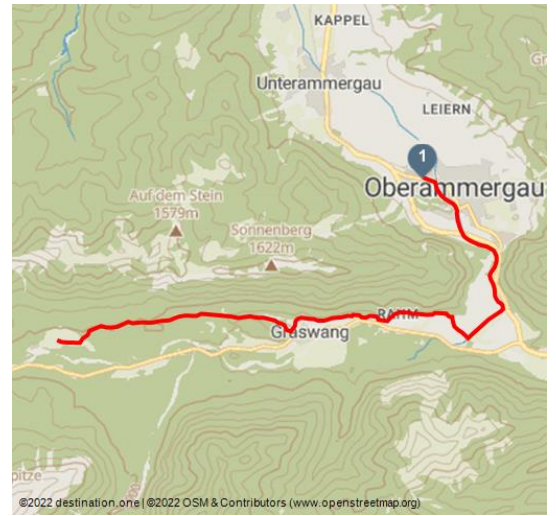 KAPPEL
Unterammergau
LEIERN
1
Oberammergau
Auf dem Stein
1579m
Sonnenberg
1622m
RAHM
Graswang
pitze
©2022 destination.one | ©2022 OSM & Contributors (www.openstreetmap.org)